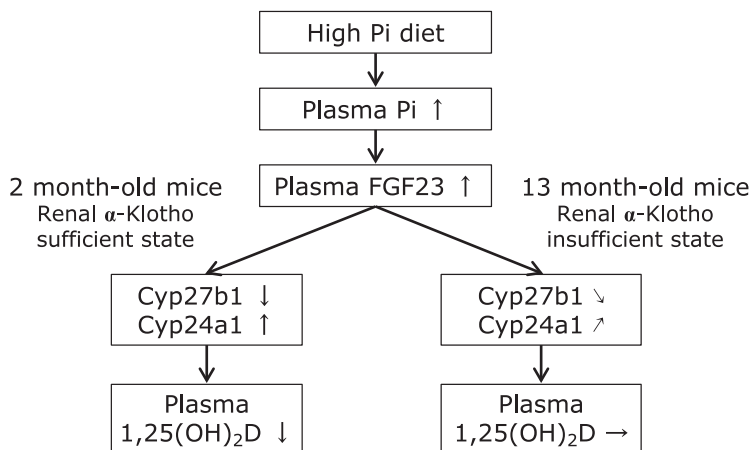 High Pi diet
Plasma Pi ↑
Plasma FGF23 ↑
2 month-old mice
Renal α-Klotho
sufficient state
13 month-old mice
Renal α-Klotho
insufficient state
Cyp27b1 ↓
Cyp24a1 ↑
Cyp27b1 ↘
Cyp24a1 ↗
Plasma
1,25(OH)₂D ↓
Plasma
1,25(OH)₂D →